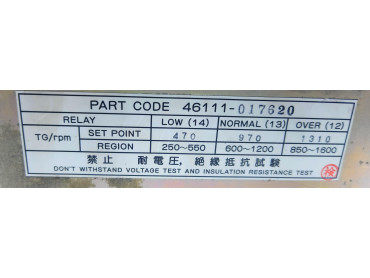 PART CODE 46111-017620
RELAY LOW (14) NORMAL (13) OVER (12)
TG/rpm SET POINT 470 970 1310
REGION 250~550 600~1200 850~1600
禁止 耐電圧,絶縁抵抗試験
DON'T WITHSTAND VOLTAGE TEST AND INSULATION RESISTANCE TEST